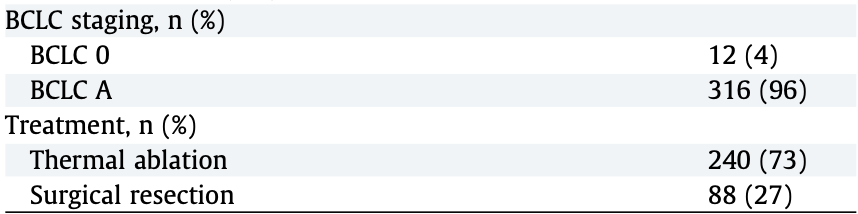 BCLC staging, n (%)
BCLC 0 12 (4)
BCLC A 316 (96)
Treatment, n (%)
Thermal ablation 240 (73)
Surgical resection 88 (27)